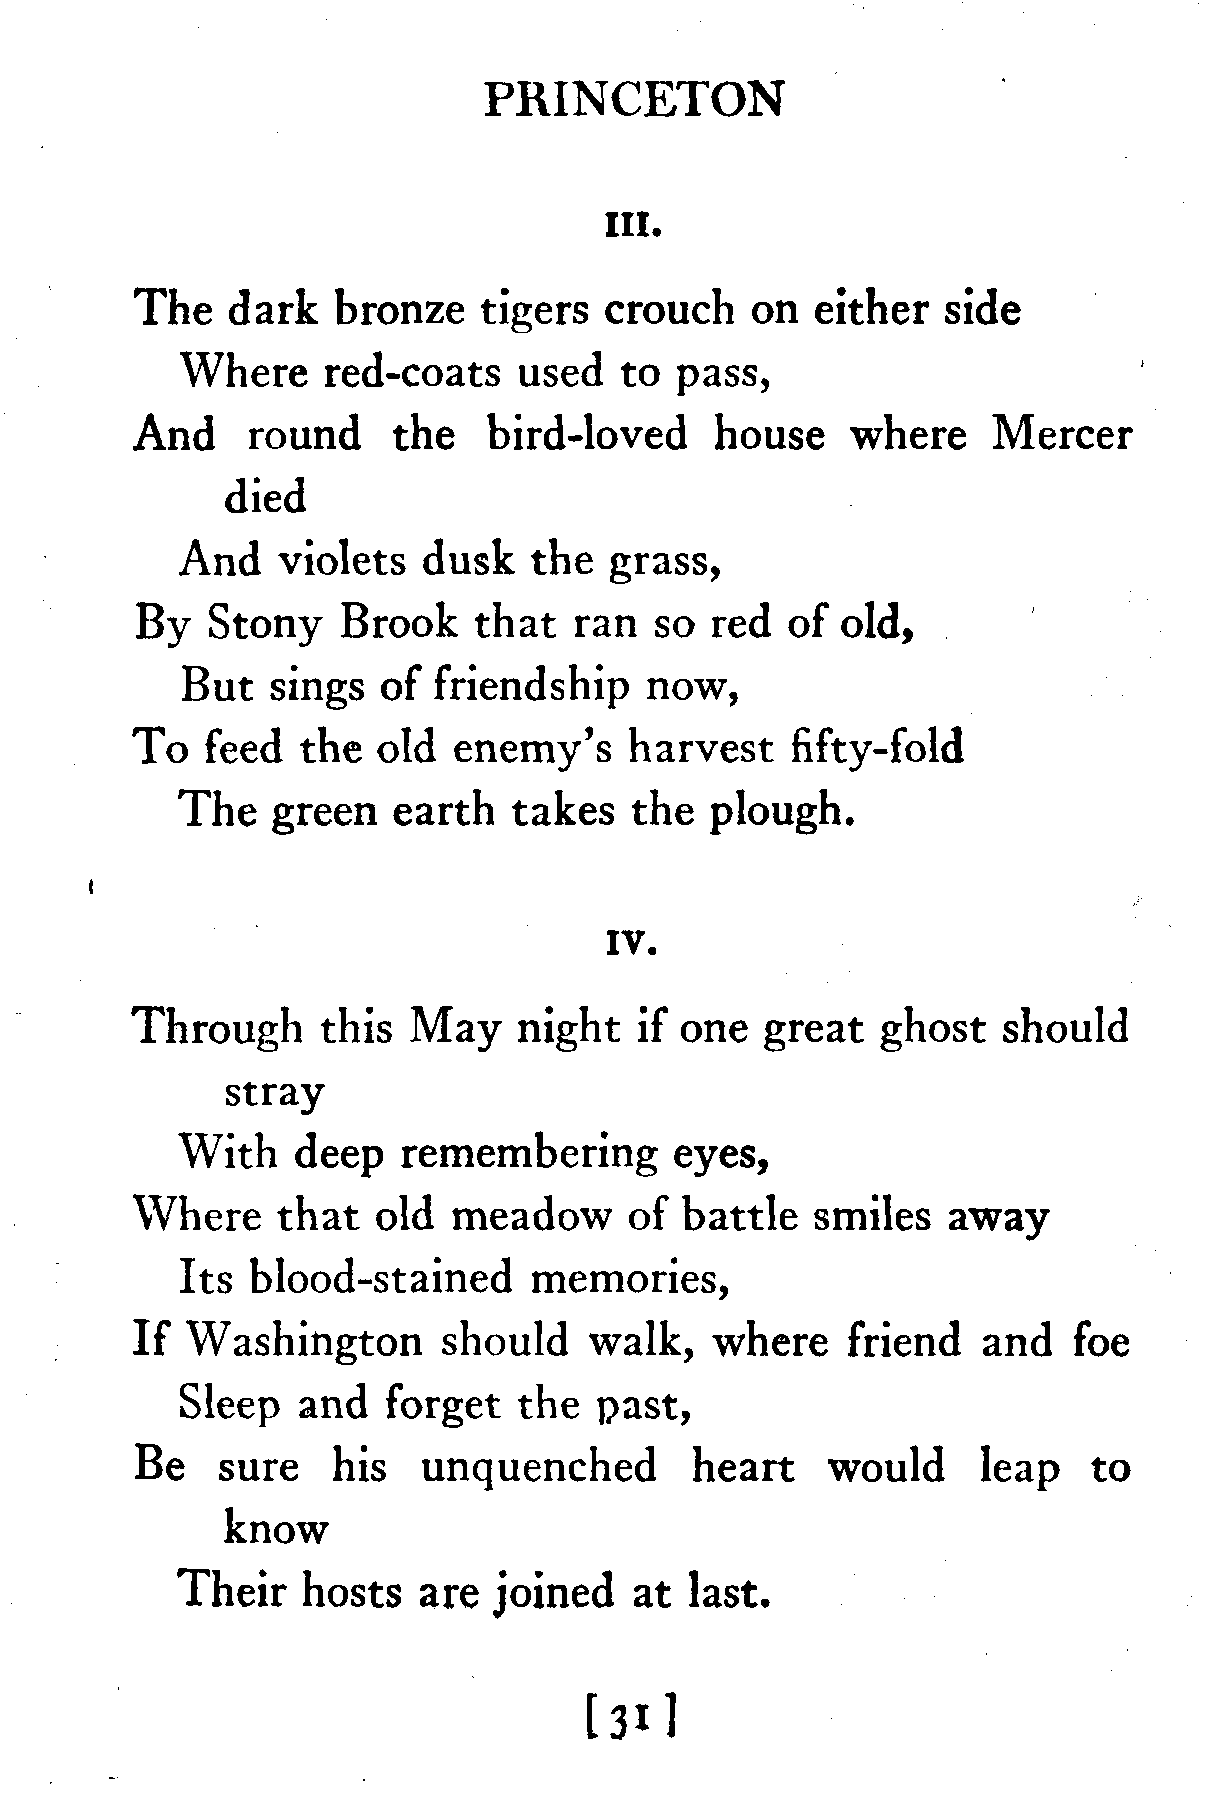 PRINCETON
III.
The dark bronze tigers crouch on either side
Where red-coats used to pass,
And round the bird-loved house where Mercer
died
And violets dusk the grass,
By Stony Brook that ran so red of old,
But sings of friendship now,
To feed the old enemy's harvest fifty-fold
The green earth takes the plough.
IV.
Through this May night if one great ghost should
stray
With deep remembering eyes,
Where that old meadow of battle smiles away
Its blood-stained memories,
If Washington should walk, where friend and foe
Sleep and forget the past,
Be sure his unquenched heart would leap to
know
Their hosts are joined at last.
[31]